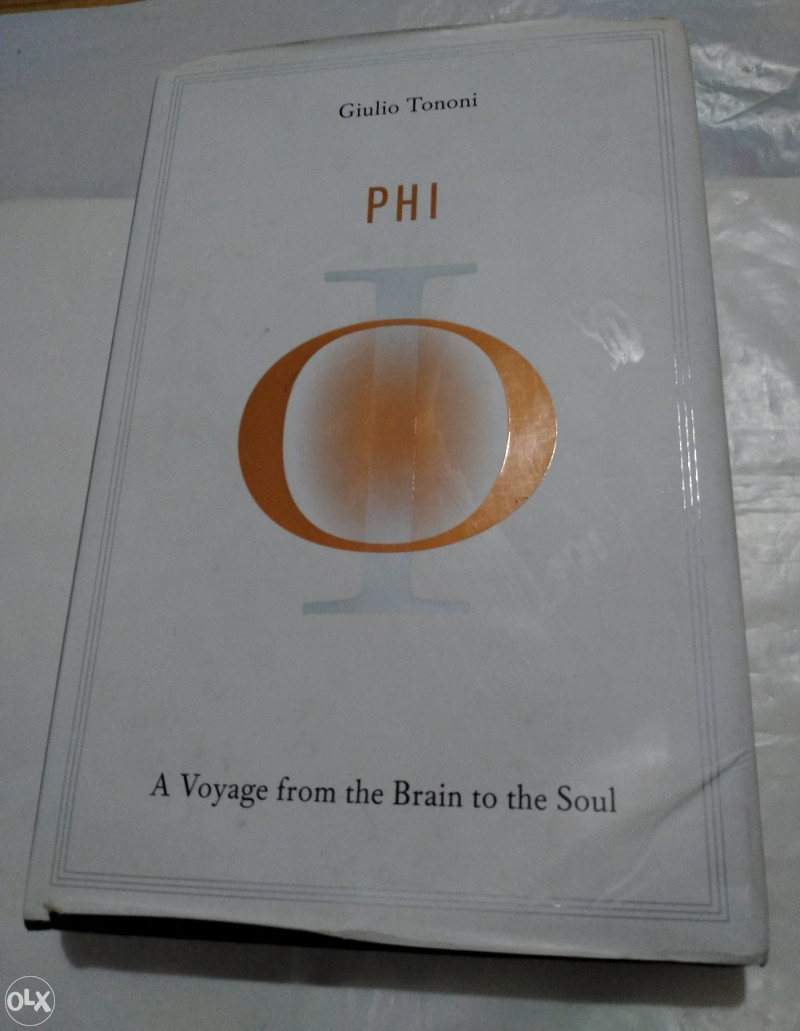 Giulio Tononi
PHI
A Voyage from the Brain to the Soul
OLX